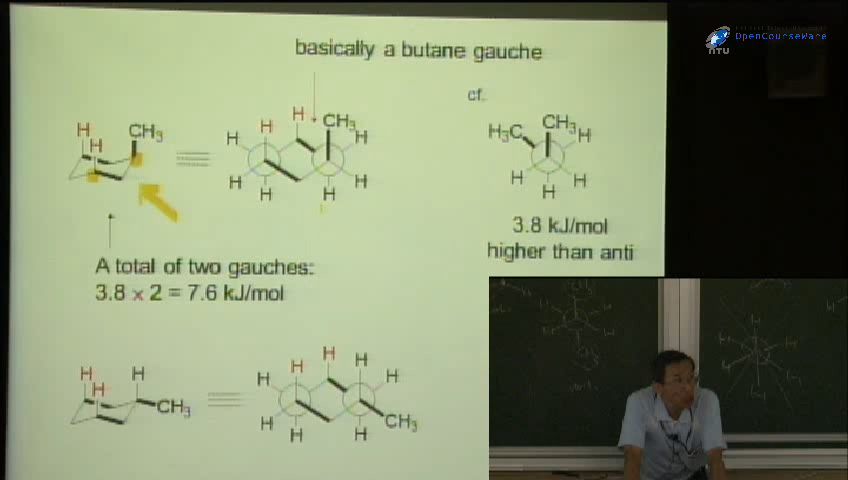 basically a butane gauche
NTU OpenCourseWare
cf.
H CH3
H
H H H CH3 H
H H H H
H3C CH3 H
H H H
3.8 kJ/mol
higher than anti
A total of two gauches:
3.8 × 2 = 7.6 kJ/mol
H H
H CH3
H H H H H
H H H CH3